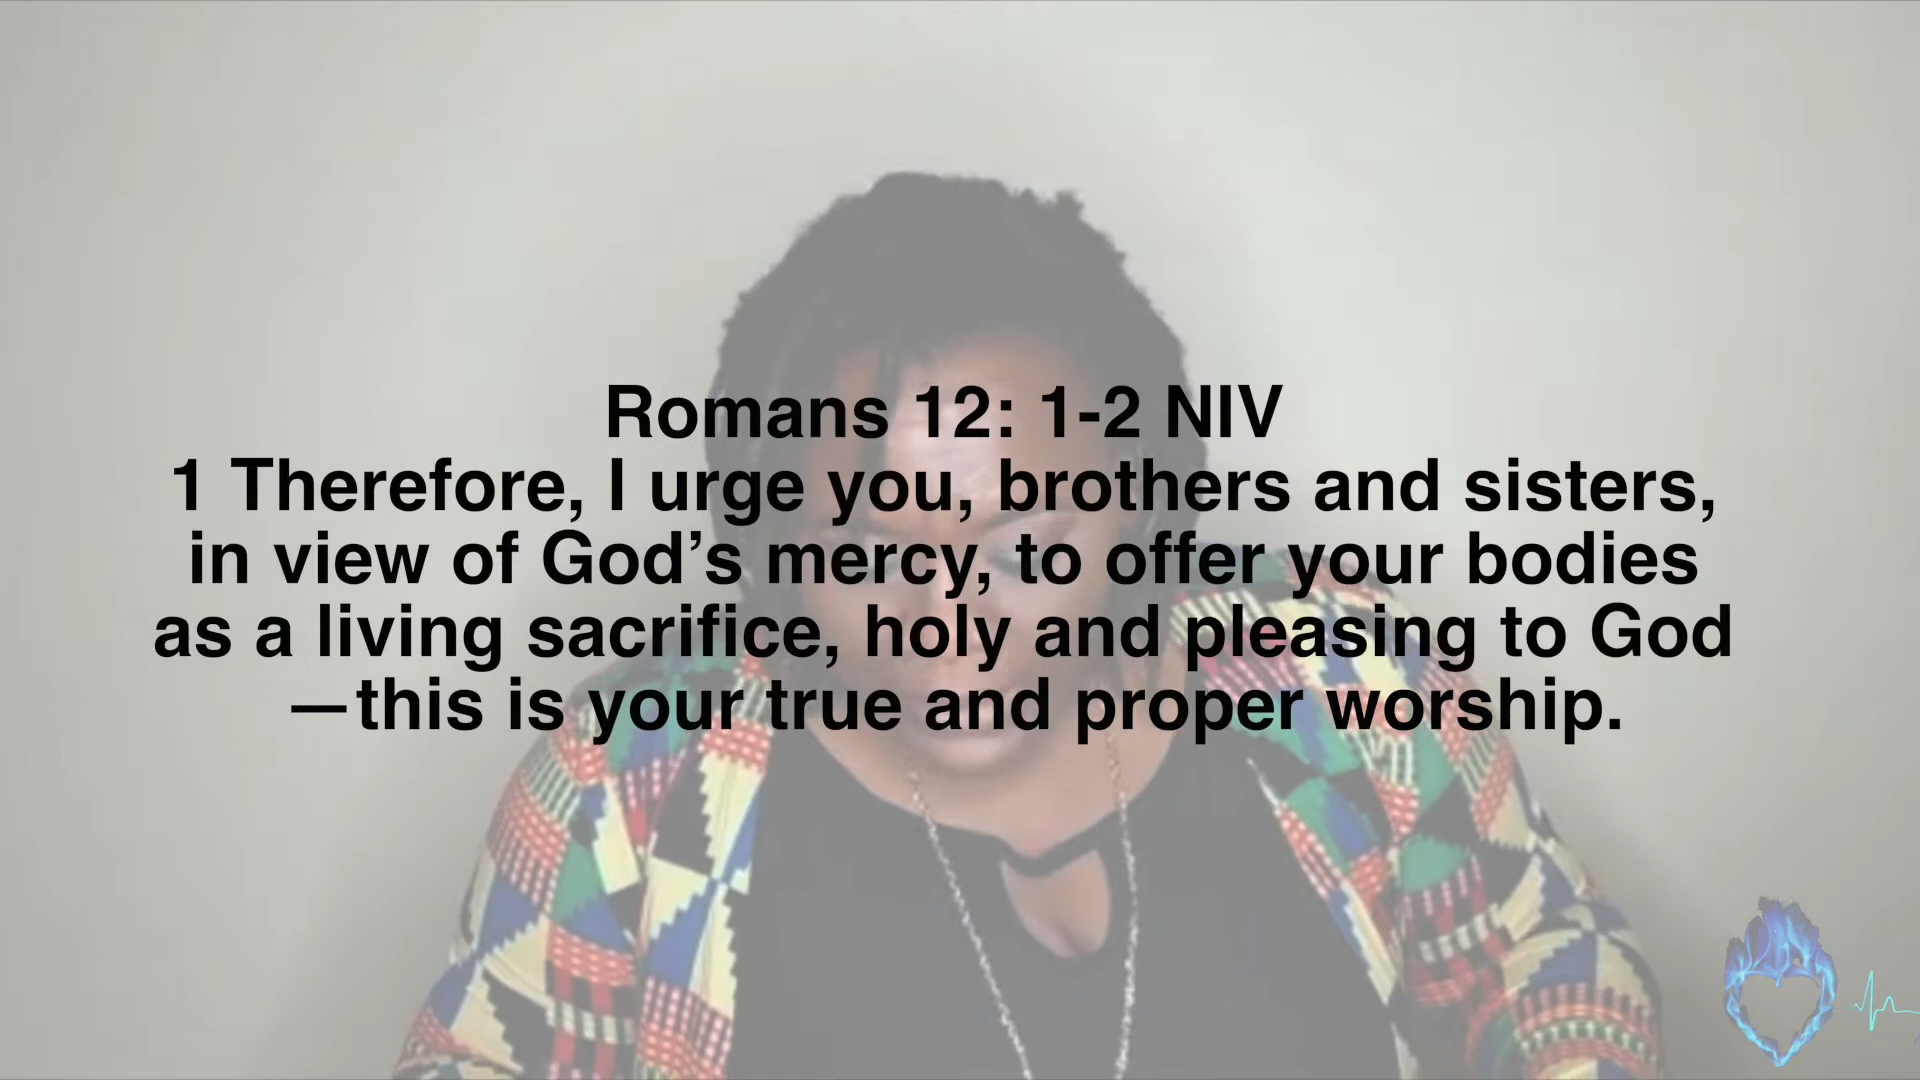 Romans 12: 1-2 NIV
1 Therefore, I urge you, brothers and sisters,
in view of God’s mercy, to offer your bodies
as a living sacrifice, holy and pleasing to God
—this is your true and proper worship.